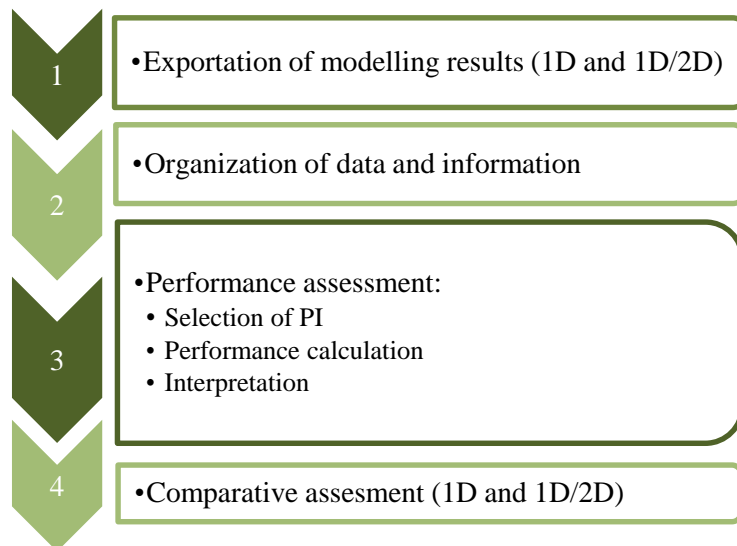 1
•Exportation of modelling results (1D and 1D/2D)
2
•Organization of data and information
3
•Performance assessment:
• Selection of PI
• Performance calculation
• Interpretation
4
•Comparative assesment (1D and 1D/2D)